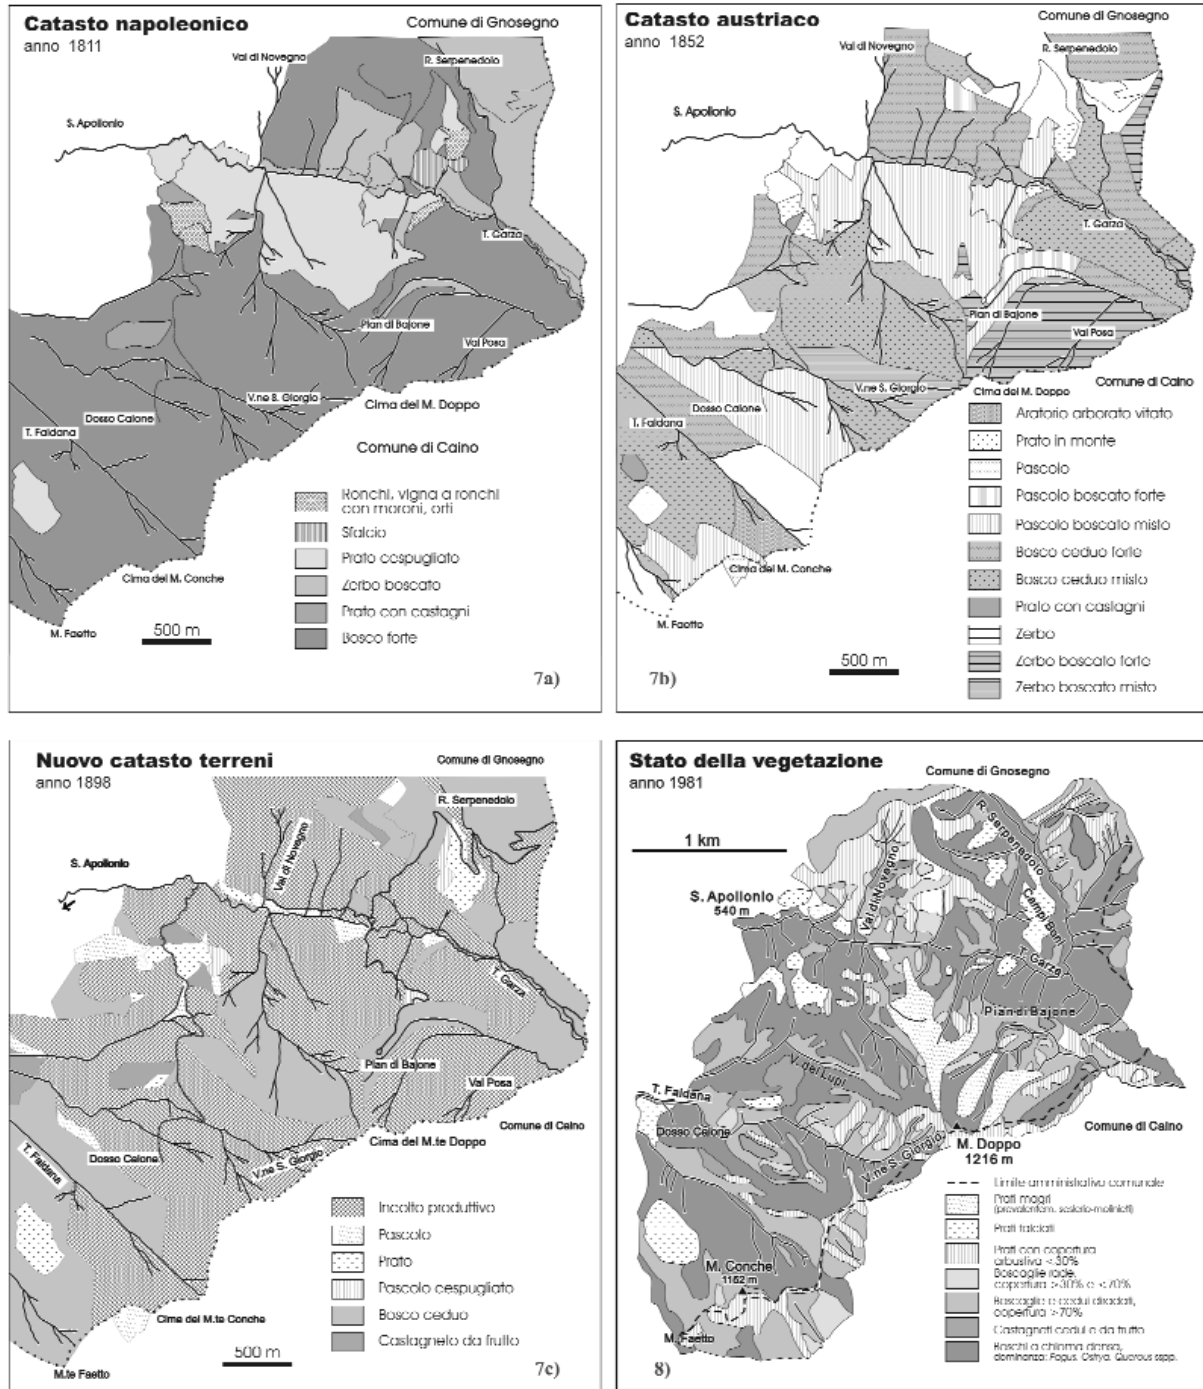 Catasto napoleonico
anno 1811
Comune di Gnosegno
Val di Novegno
R. Serpenedolo
S. Apollonio
T. Garza
Pian di Bajone
Val Posa
V.ne S. Giorgio
Cima del M. Doppo
Dosso Caione
T. Faidana
Comune di Caino
Ronchi, vigna a ronchi
con moroni, orti
Sfalcio
Prato cespugliato
Zerbo boscato
Prato con castagni
Bosco forte
Cima del M. Conche
M. Faetto
500 m
7a)
Catasto austriaco
anno 1852
Comune di Gnosegno
Val di Novegno
R. Serpenedolo
S. Apollonio
T. Garza
Pian di Bajone
Val Posa
V.ne S. Giorgio
Comune di Caino
Cima del M. Doppo
Dosso Caione
T. Faldana
Aratorio arborato vitato
Prato in monte
Pascolo
Pascolo boscato forte
Pascolo boscato misto
Bosco ceduo forte
Bosco ceduo misto
Prato con castagni
Zerbo
Zerbo boscato forte
Zerbo boscato misto
Cima del M. Conche
M. Faetto
500 m
7b)
Nuovo catasto terreni
anno 1898
Comune di Gnosegno
R. Serpenedolo
Val di Novegno
S. Apollonio
T. Garza
Pian di Bajone
Val Posa
Comune di Caino
Cima del M.te Doppo
V.ne S. Giorgio
Dosso Caione
T. Faidana
Incolto produttivo
Pascolo
Prato
Pascolo cespugliato
Bosco ceduo
Castagneto da frutto
Cima del M.te Conche
M.te Faetto
500 m
7c)
Stato della vegetazione
anno 1981
Comune di Gnosegno
1 km
R. Serpenedolo
S. Apollonio
540 m
Val di Novegno
Campi Boni
T. Garza
Pian di Bajone
V. dei Lupi
T. Faidana
Dosso Caione
V.ne S. Giorgio
M. Doppo
1216 m
Comune di Caino
Limite amministrativo comunale
Prati magri
(prevalentem. seslerio-molinieti)
Prati falciati
Prati con copertura
arbustiva <30%
Boscaglie rade,
copertura >30% e <70%
Boscaglie e cedui diradati,
copertura >70%
Castagneti cedui e da frutto
Boschi a chioma densa,
dominanza: Fagus, Ostrya, Quercus sspp.
M. Conche
1152 m
M. Faetto
8)